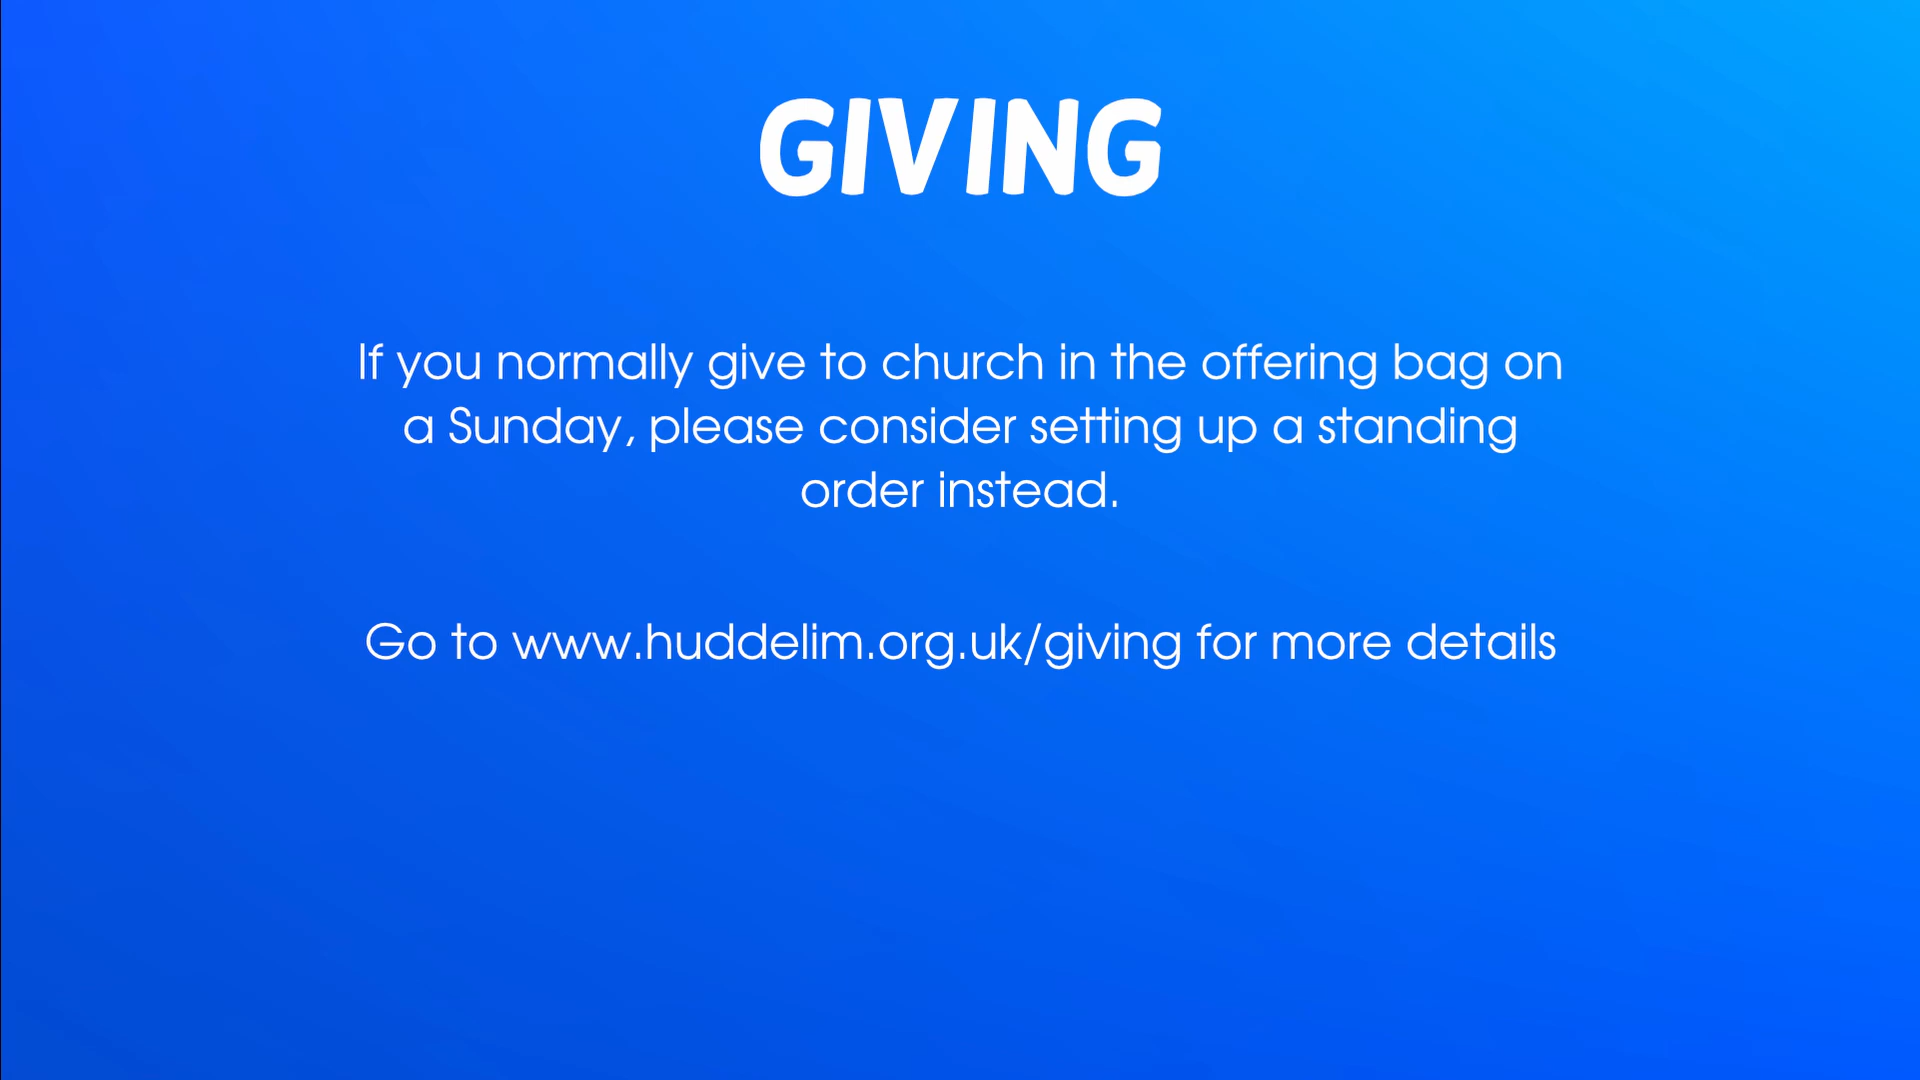 GIVING
If you normally give to church in the offering bag on
a Sunday, please consider setting up a standing
order instead.
Go to www.huddelim.org.uk/giving for more details